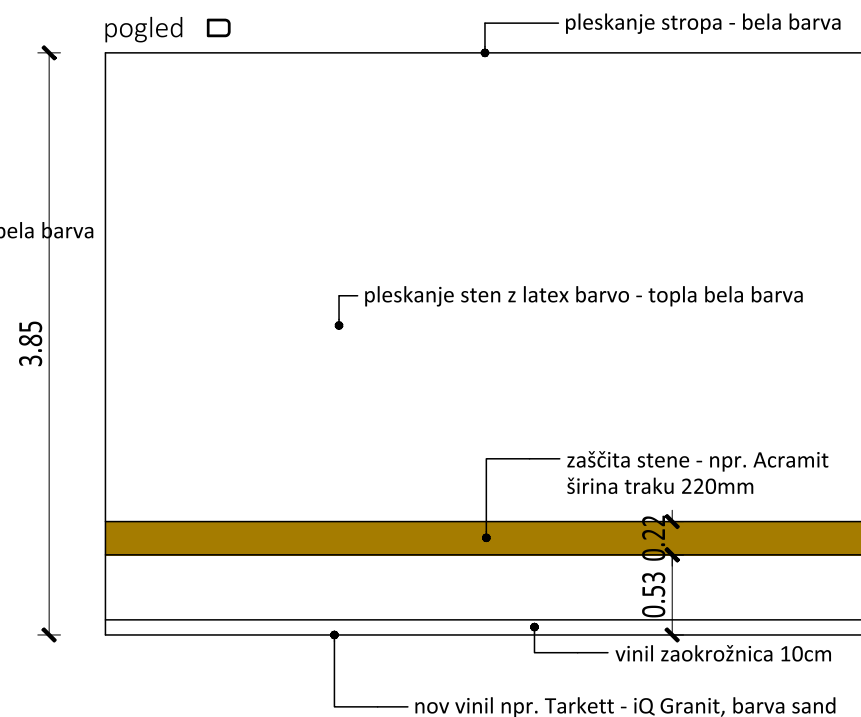 pogled
pleskanje stropa - bela barva
bela barva
pleskanje sten z latex barvo - topla bela barva
3.85
zaščita stene - npr. Acramit
širina traku 220mm
0.22
0.53
vinil zaokrožnica 10cm
nov vinil npr. Tarkett - iQ Granit, barva sand